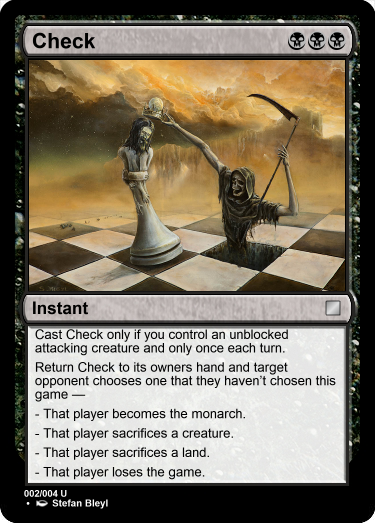 Check
Instant
Cast Check only if you control an unblocked
attacking creature and only once each turn.
Return Check to its owners hand and target
opponent chooses one that they haven't chosen this
game —
- That player becomes the monarch.
- That player sacrifices a creature.
- That player sacrifices a land.
- That player loses the game.
002/004 U
• Stefan Bleyl